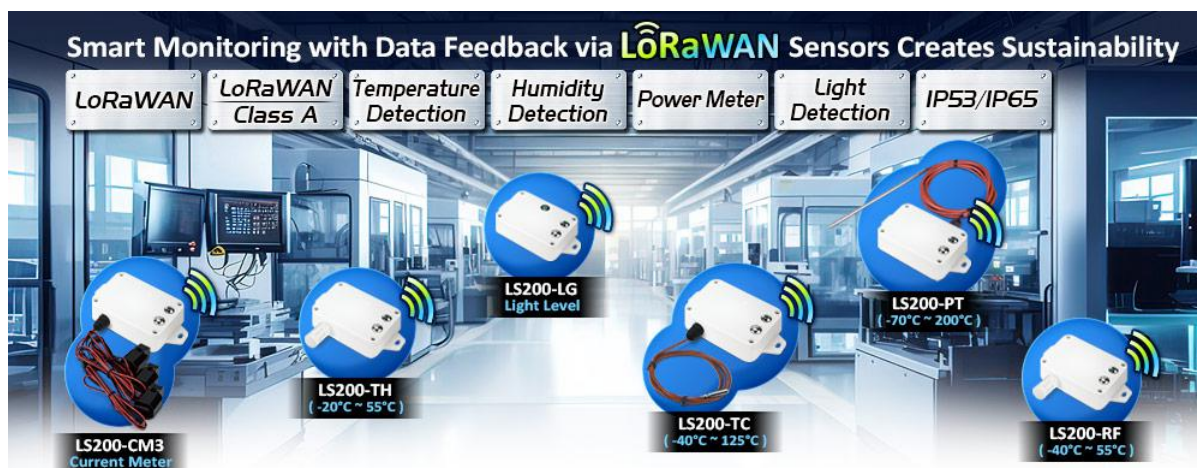 Smart Monitoring with Data Feedback via LoRaWAN Sensors Creates Sustainability
LoRaWAN
LoRaWAN
Class A
Temperature
Detection
Humidity
Detection
Power Meter
Light
Detection
IP53/IP65
LS200-CM3
Current Meter
LS200-TH
( -20°C ~ 55°C )
LS200-LG
Light Level
LS200-TC
( -40°C ~ 125°C )
LS200-PT
( -70°C ~ 200°C )
LS200-RF
( -40°C ~ 55°C )